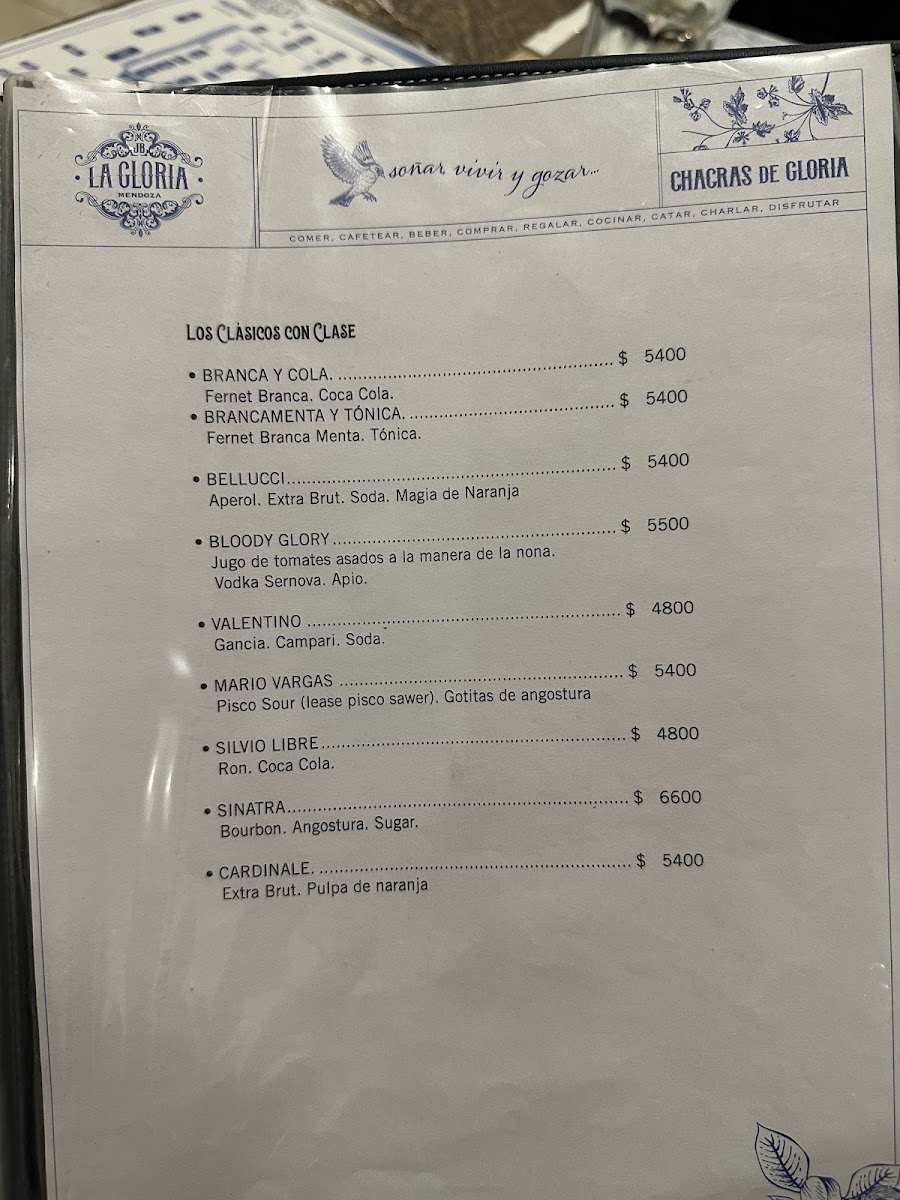 MJB
· LA GLORIA ·
MENDOZA
soñar, vivir y gozar...
CHACRAS DE GLORIA
COMER, CAFETEAR, BEBER, COMPRAR, REGALAR, COCINAR, CATAR, CHARLAR, DISFRUTAR
LOS CLÁSICOS CON CLASE
• BRANCA Y COLA. ........................................................ $ 5400
Fernet Branca. Coca Cola.
• BRANCAMENTA Y TÓNICA. ......................................... $ 5400
Fernet Branca Menta. Tónica.
• BELLUCCI.................................................................. $ 5400
Aperol. Extra Brut. Soda. Magia de Naranja
• BLOODY GLORY ......................................................... $ 5500
Jugo de tomates asados a la manera de la nona.
Vodka Sernova. Apio.
• VALENTINO ............................................................... $ 4800
Gancia. Campari. Soda.
• MARIO VARGAS ......................................................... $ 5400
Pisco Sour (lease pisco sawer). Gotitas de angostura
• SILVIO LIBRE............................................................. $ 4800
Ron. Coca Cola.
• SINATRA.................................................................... $ 6600
Bourbon. Angostura. Sugar.
• CARDINALE. .............................................................. $ 5400
Extra Brut. Pulpa de naranja